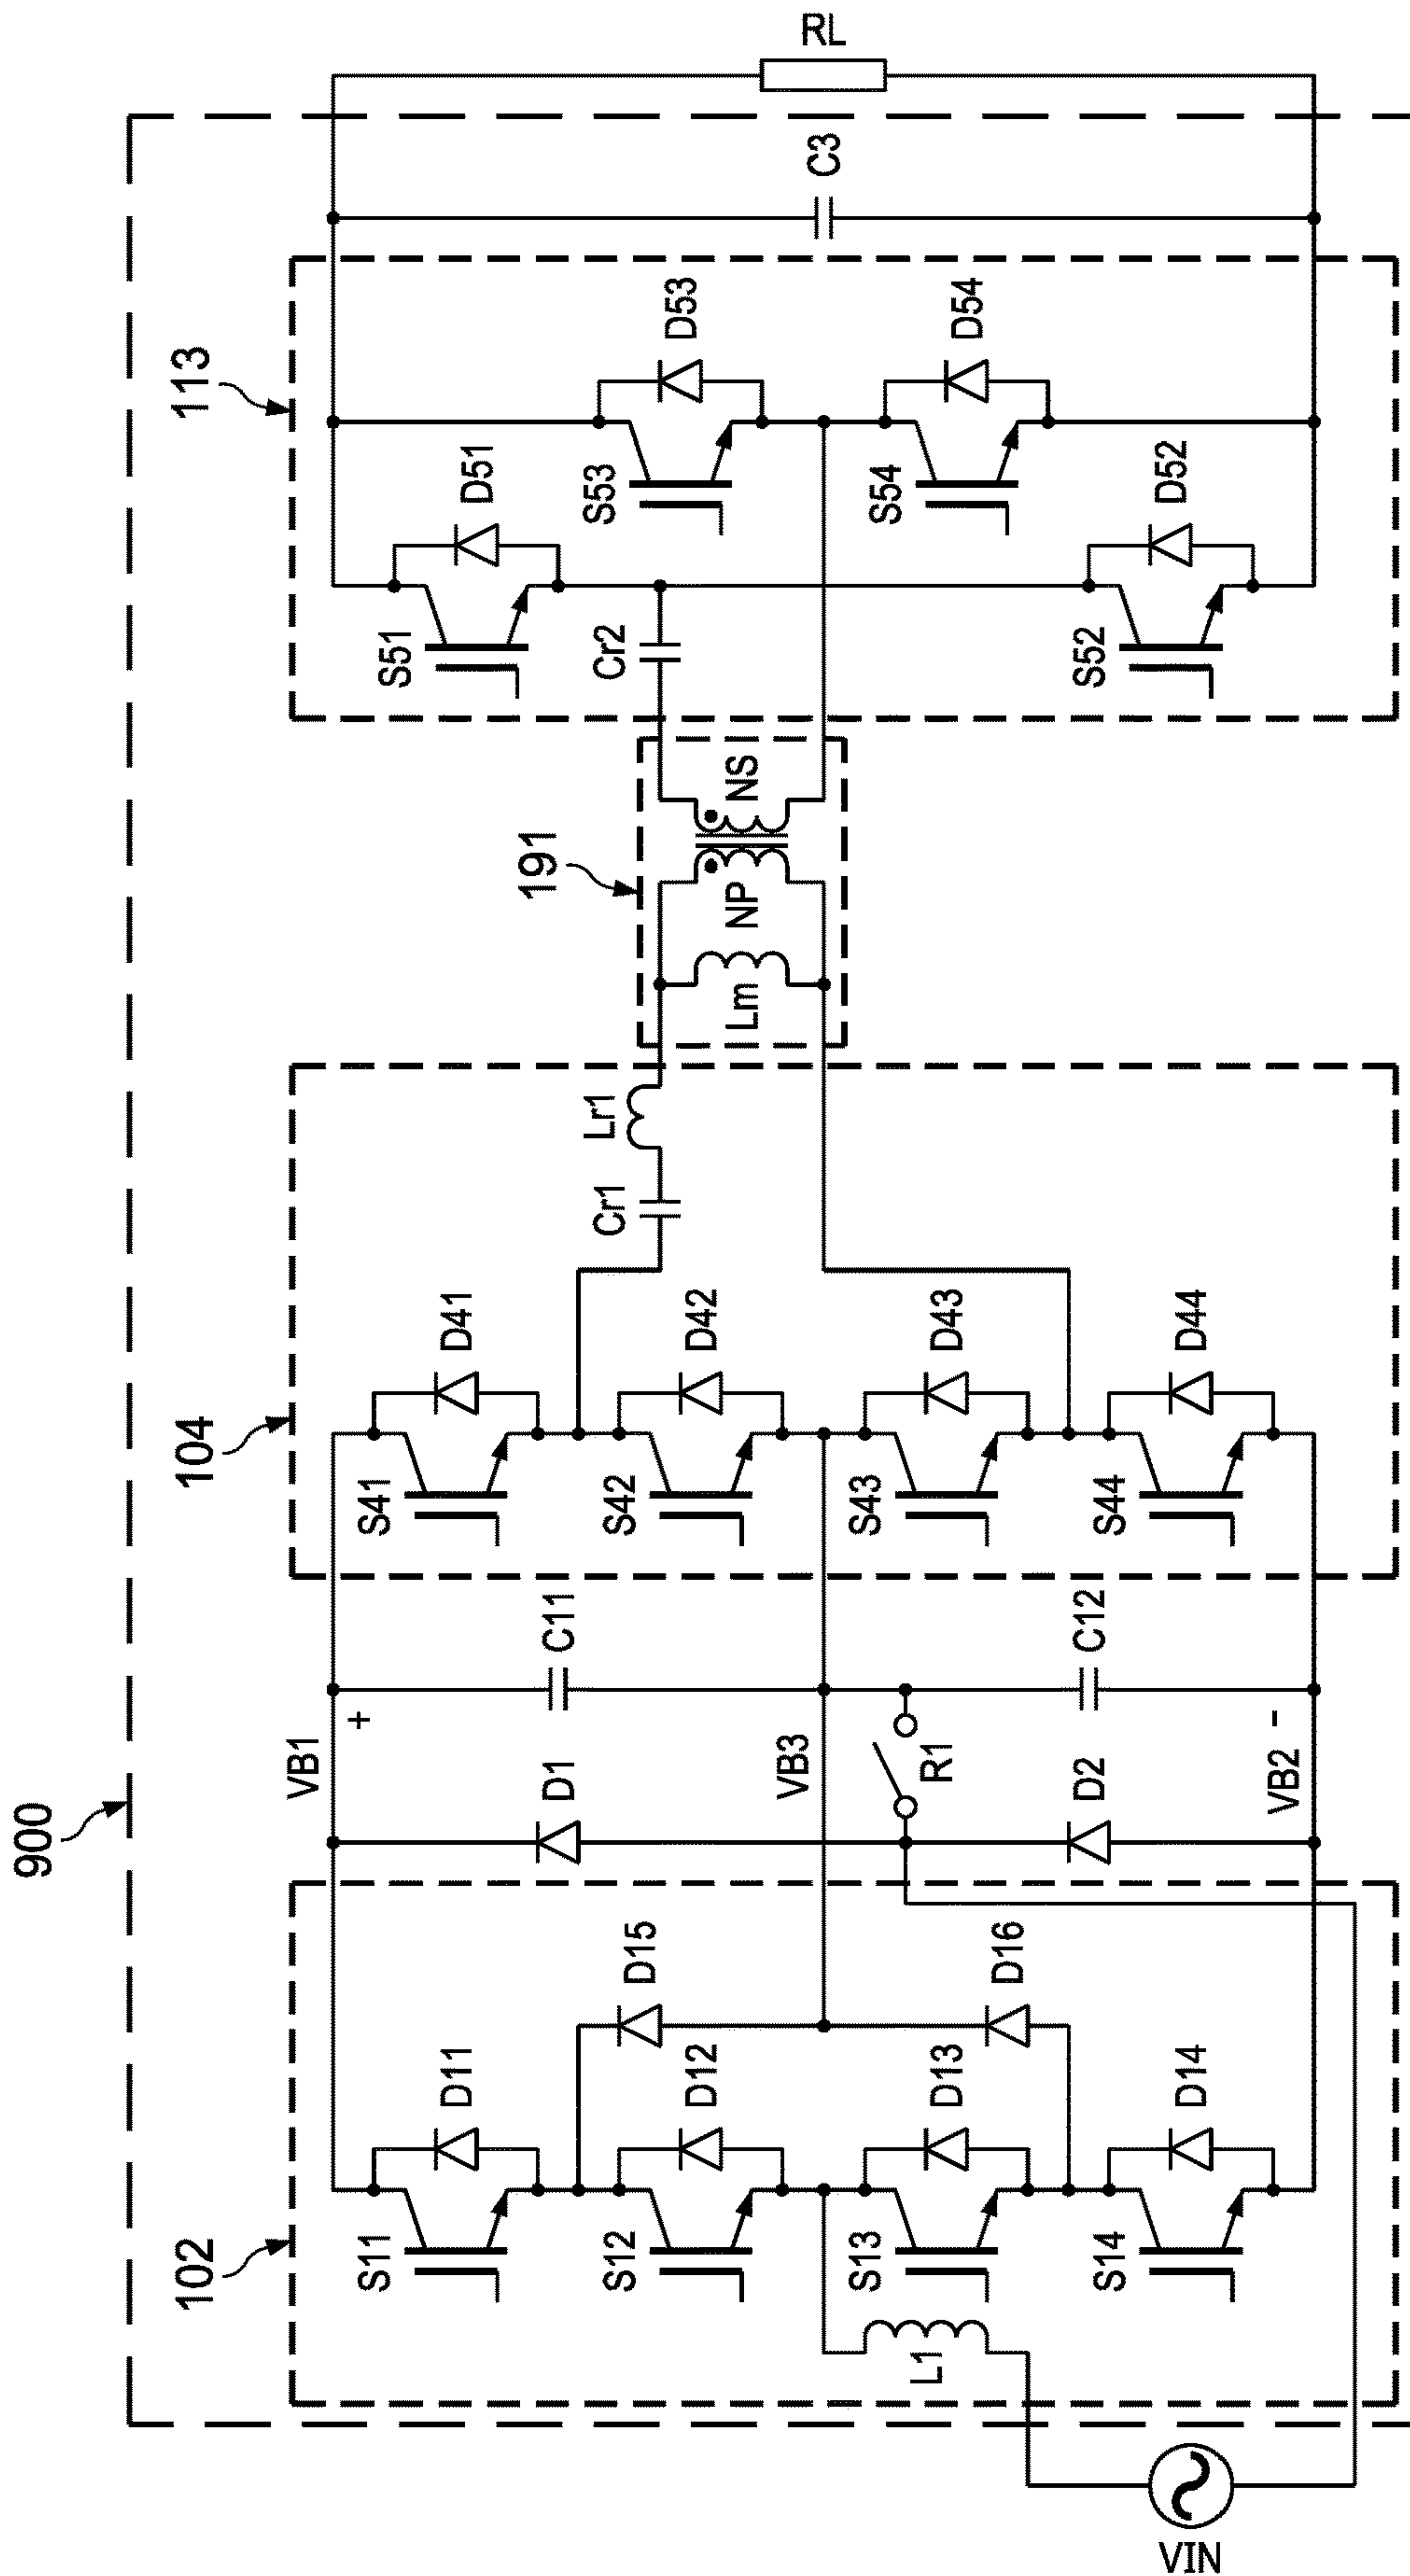 900
102
104
191
113
VIN
L1
S11
D11
S12
D12
S13
D13
S14
D14
D15
D16
VB1
+
VB3
VB2
-
D1
D2
R1
C11
C12
S41
D41
S42
D42
S43
D43
S44
D44
Cr1
Lr1
Lm
NP
NS
Cr2
S51
D51
S52
D52
S53
D53
S54
D54
C3
RL